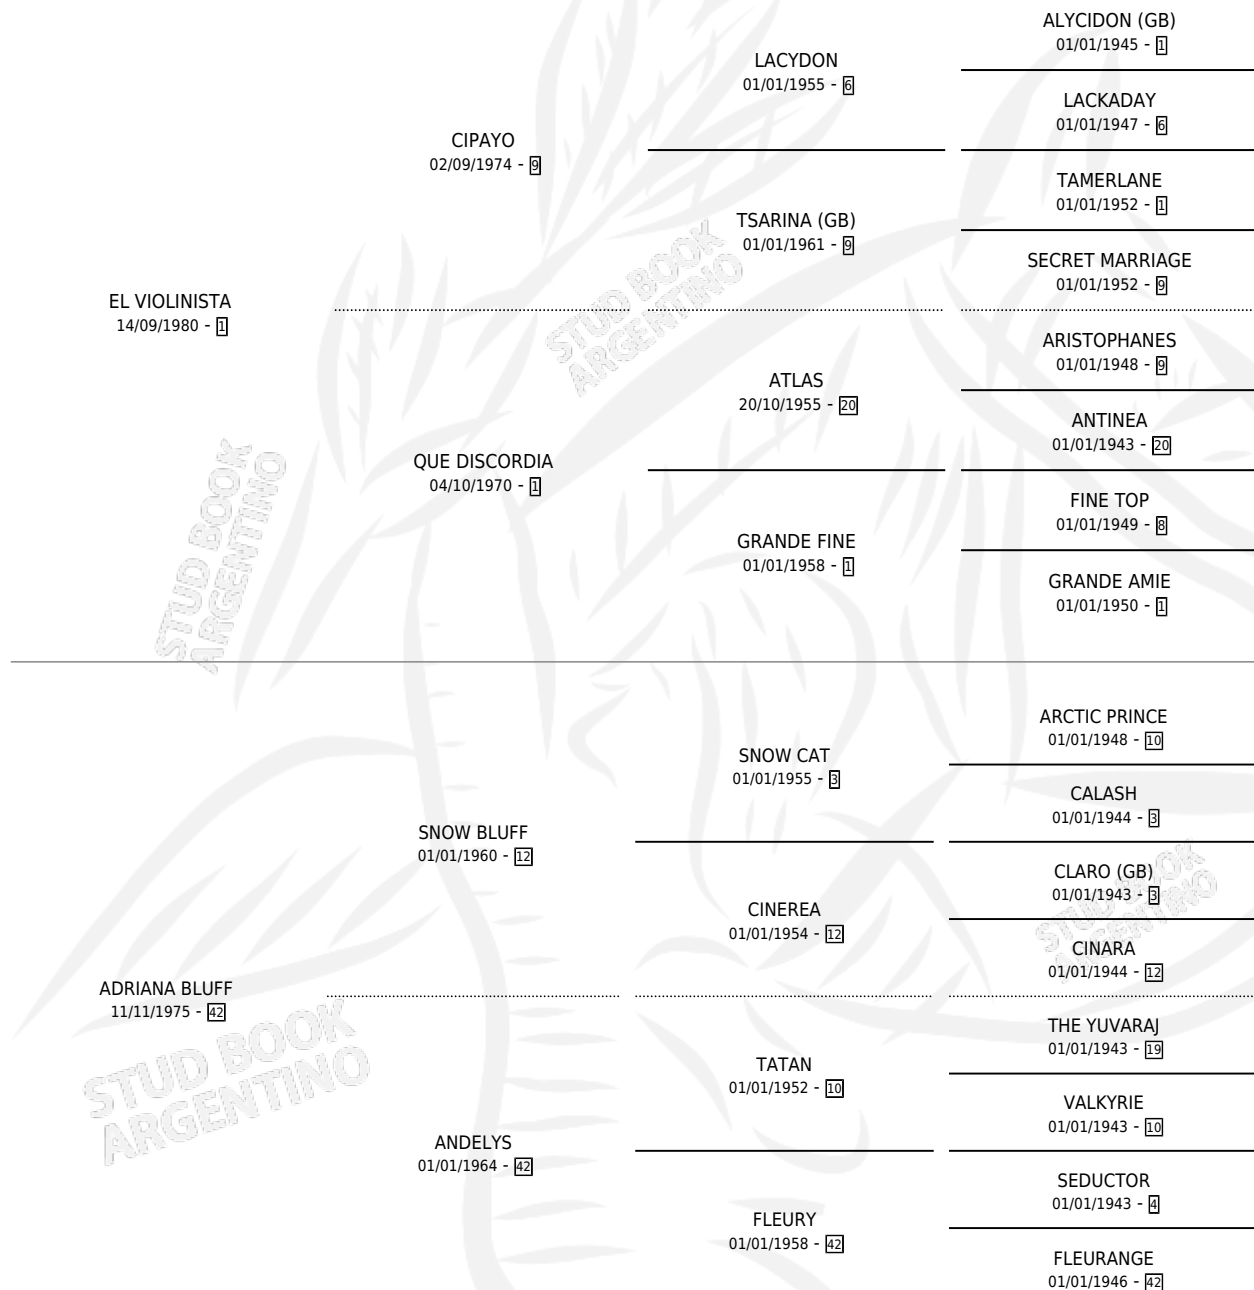 EL VIOLINISTA
14/09/1980 - 1
CIPAYO
02/09/1974 - 9
QUE DISCORDIA
04/10/1970 - 1
LACYDON
01/01/1955 - 6
TSARINA (GB)
01/01/1961 - 9
ATLAS
20/10/1955 - 20
GRANDE FINE
01/01/1958 - 1
ALYCIDON (GB)
01/01/1945 - 1
LACKADAY
01/01/1947 - 6
TAMERLANE
01/01/1952 - 1
SECRET MARRIAGE
01/01/1952 - 9
ARISTOPHANES
01/01/1948 - 9
ANTINEA
01/01/1943 - 20
FINE TOP
01/01/1949 - 8
GRANDE AMIE
01/01/1950 - 1
ADRIANA BLUFF
11/11/1975 - 42
SNOW BLUFF
01/01/1960 - 12
ANDELYS
01/01/1964 - 42
SNOW CAT
01/01/1955 - 3
CINEREA
01/01/1954 - 12
TATAN
01/01/1952 - 10
FLEURY
01/01/1958 - 42
ARCTIC PRINCE
01/01/1948 - 10
CALASH
01/01/1944 - 3
CLARO (GB)
01/01/1943 - 3
CINARA
01/01/1944 - 12
THE YUVARAJ
01/01/1943 - 19
VALKYRIE
01/01/1943 - 10
SEDUCTOR
01/01/1943 - 4
FLEURANGE
01/01/1946 - 42
STUD BOOK
ARGENTINO
STUD BOOK
ARGENTINO
STUD BOOK
ARGENTINO
STUD BOOK
ARGENTINO